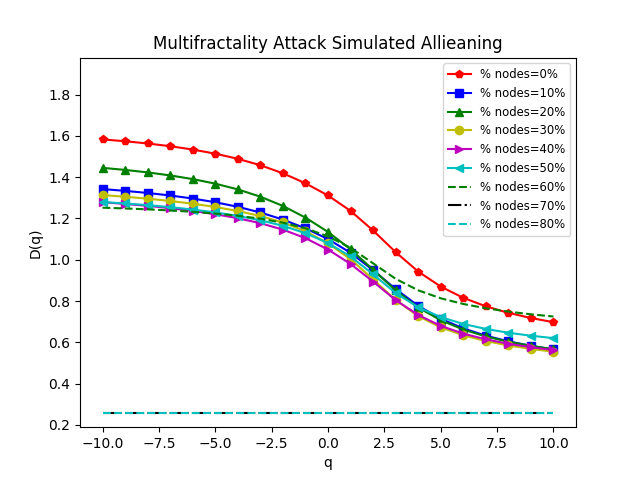 Multifractality Attack Simulated Allieaning
% nodes=0%
% nodes=10%
% nodes=20%
% nodes=30%
% nodes=40%
% nodes=50%
% nodes=60%
% nodes=70%
% nodes=80%
1.8
1.6
1.4
1.2
1.0
0.8
0.6
0.4
0.2
D(q)
−10.0 −7.5 −5.0 −2.5 0.0 2.5 5.0 7.5 10.0
q